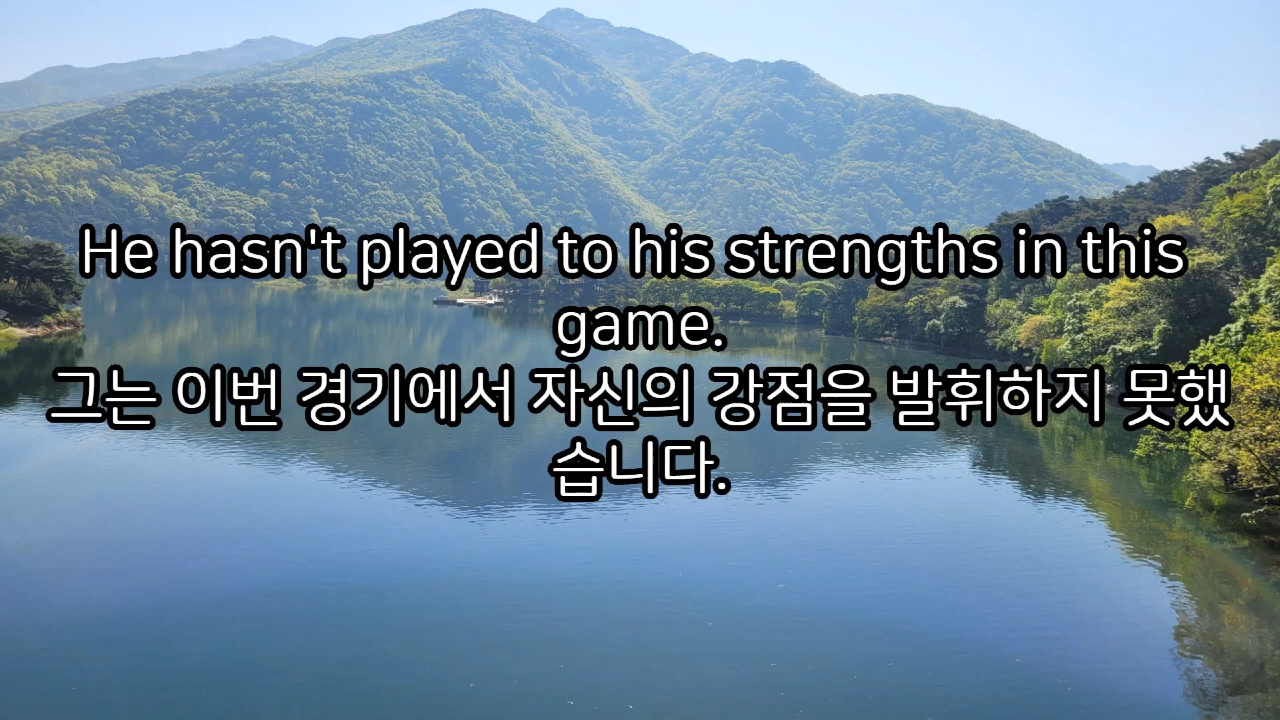 He hasn't played to his strengths in this
game.
그는 이번 경기에서 자신의 강점을 발휘하지 못했
습니다.